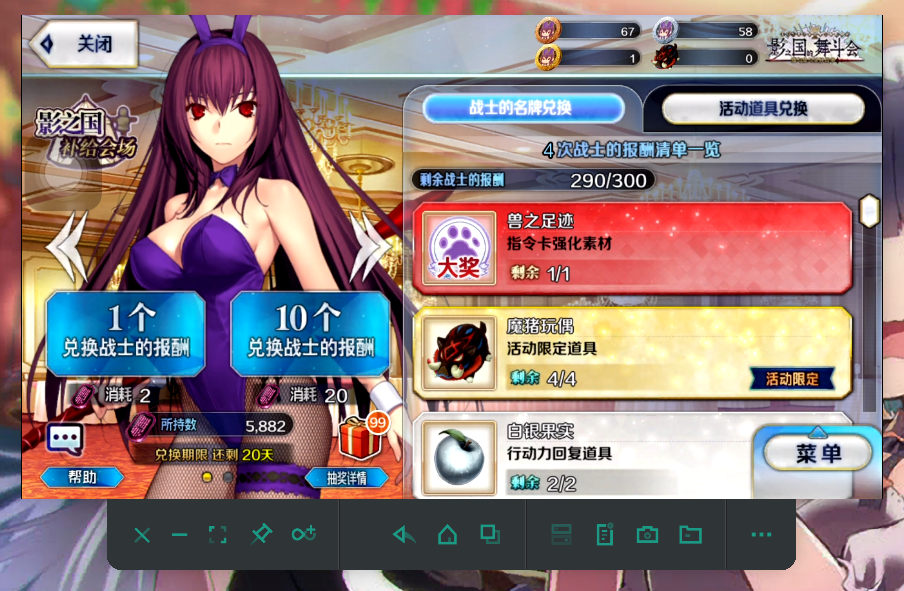 关闭
67
58
1
0
影之国的舞斗会
影之国
补给会场
战士的名牌兑换
活动道具兑换
4次战士的报酬清单一览
剩余战士的报酬
290/300
大奖
兽之足迹
指令卡强化素材
剩余 1/1
魔猪玩偶
活动限定道具
剩余 4/4
活动限定
白银果实
行动力回复道具
剩余 2/2
1个
兑换战士的报酬
10个
兑换战士的报酬
消耗 2
消耗 20
所持数
5,882
99
兑换期限 还剩 20天
帮助
抽奖详情
菜单